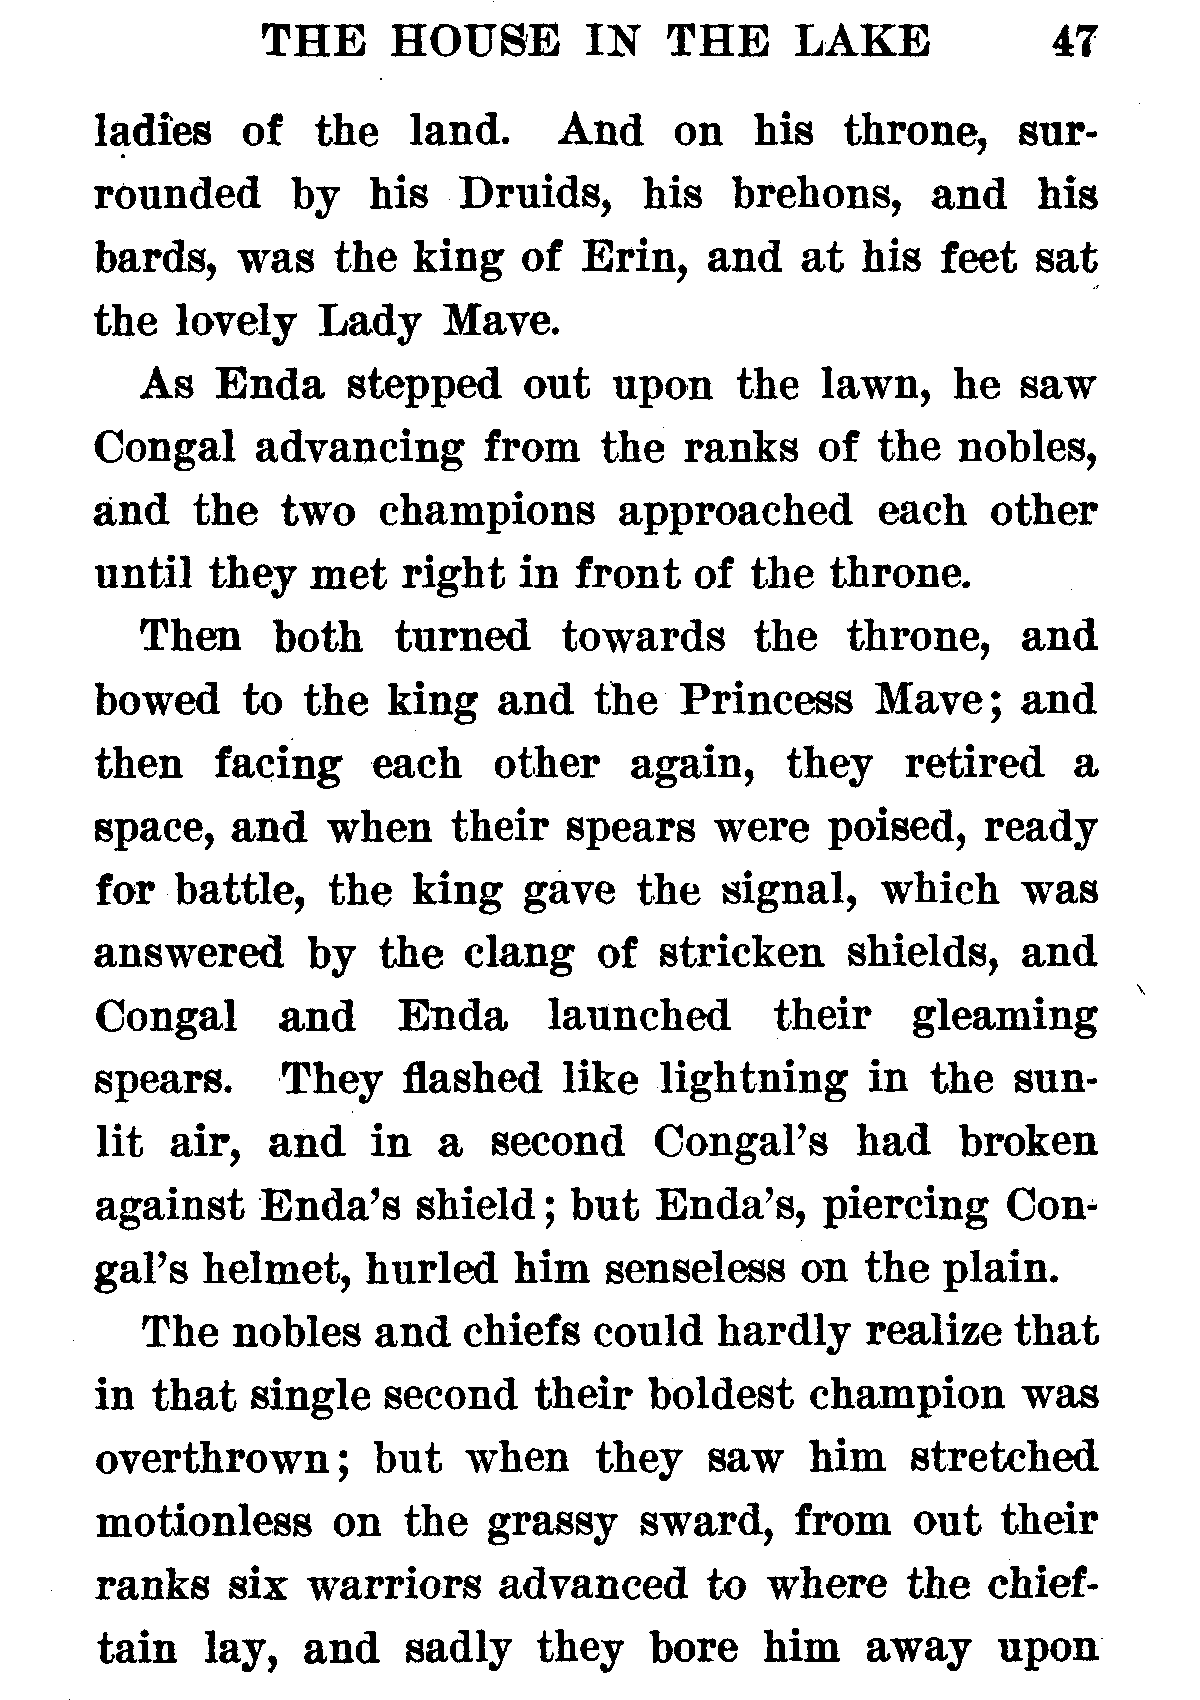 THE HOUSE IN THE LAKE 47
ladies of the land. And on his throne, sur-
rounded by his Druids, his brehons, and his
bards, was the king of Erin, and at his feet sat
the lovely Lady Mave.
As Enda stepped out upon the lawn, he saw
Congal advancing from the ranks of the nobles,
and the two champions approached each other
until they met right in front of the throne.
Then both turned towards the throne, and
bowed to the king and the Princess Mave; and
then facing each other again, they retired a
space, and when their spears were poised, ready
for battle, the king gave the signal, which was
answered by the clang of stricken shields, and
Congal and Enda launched their gleaming
spears. They flashed like lightning in the sun-
lit air, and in a second Congal's had broken
against Enda's shield; but Enda's, piercing Con-
gal's helmet, hurled him senseless on the plain.
The nobles and chiefs could hardly realize that
in that single second their boldest champion was
overthrown; but when they saw him stretched
motionless on the grassy sward, from out their
ranks six warriors advanced to where the chief-
tain lay, and sadly they bore him away upon